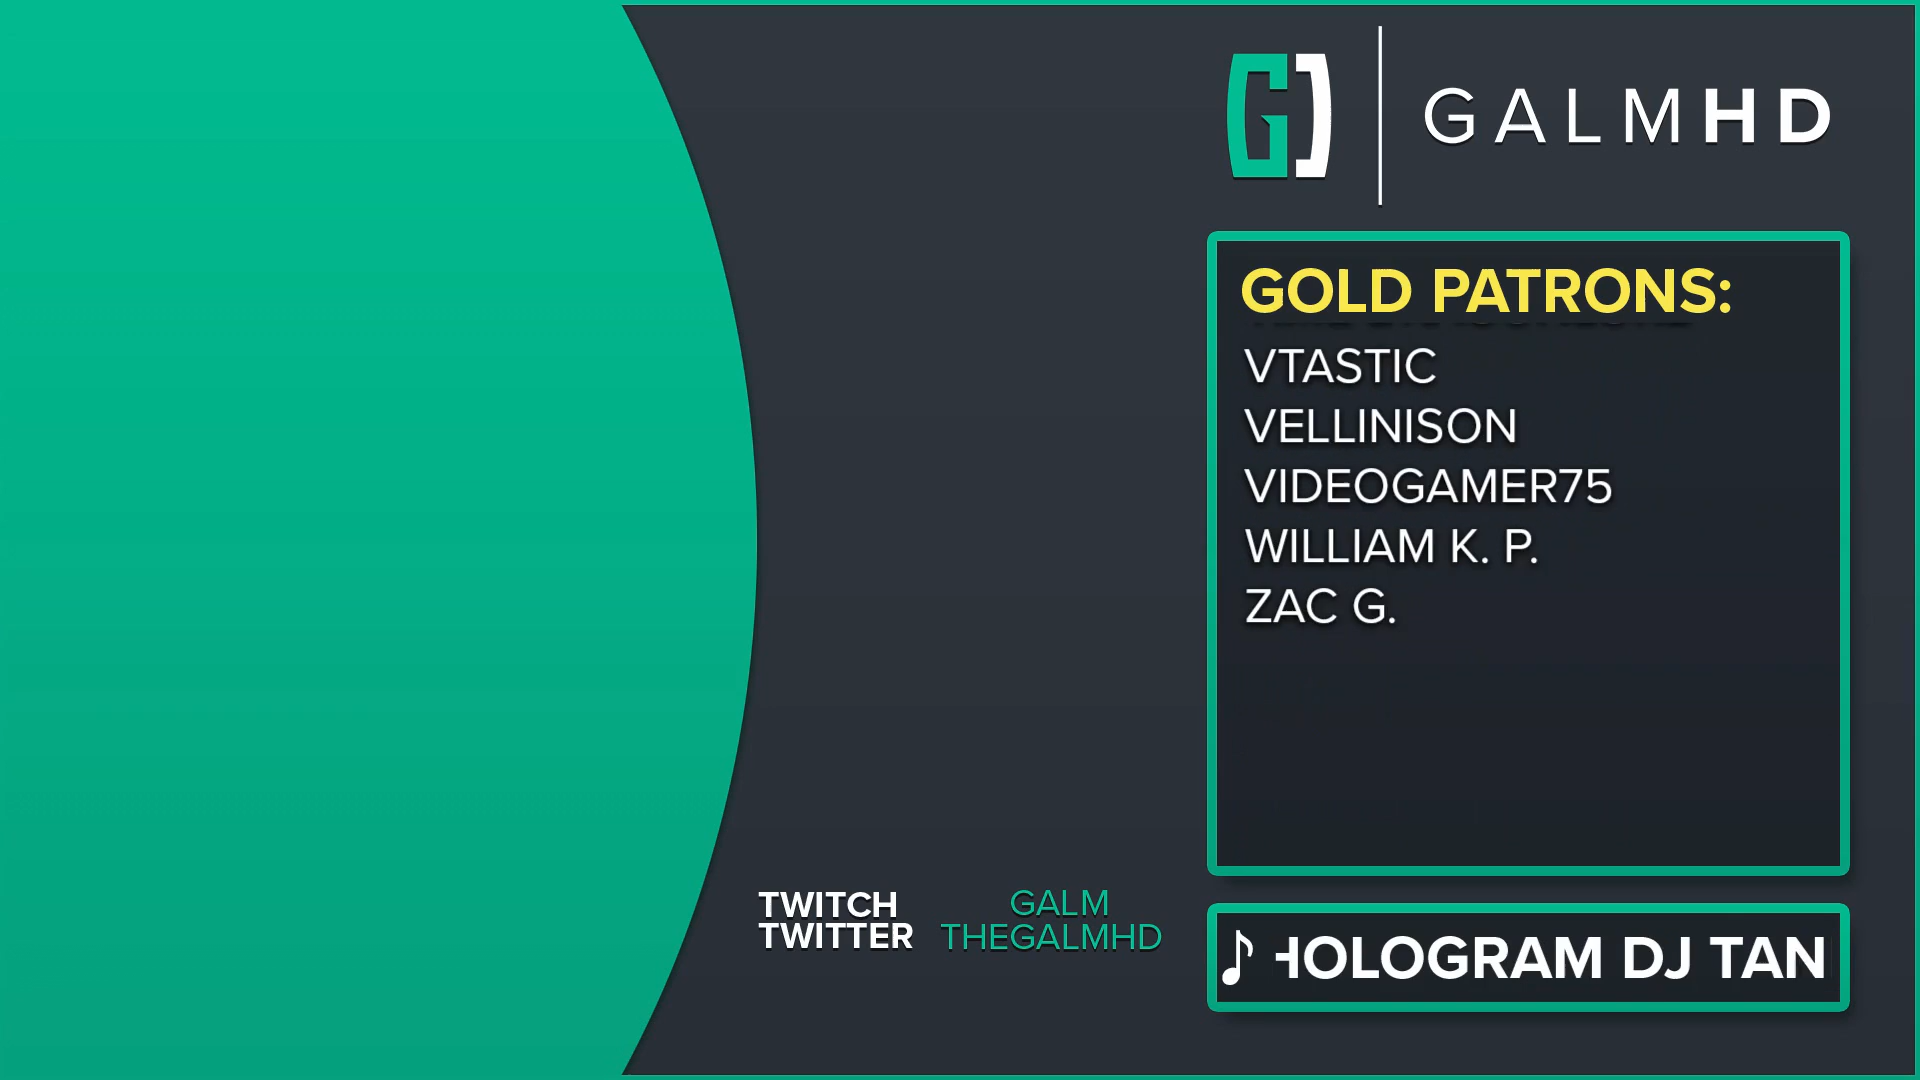 GALMHD
GOLD PATRONS:
VTASTIC
VELLINISON
VIDEOGAMER75
WILLIAM K. P.
ZAC G.
TWITCH GALM
TWITTER THEGALMHD
HOLOGRAM DJ TAN